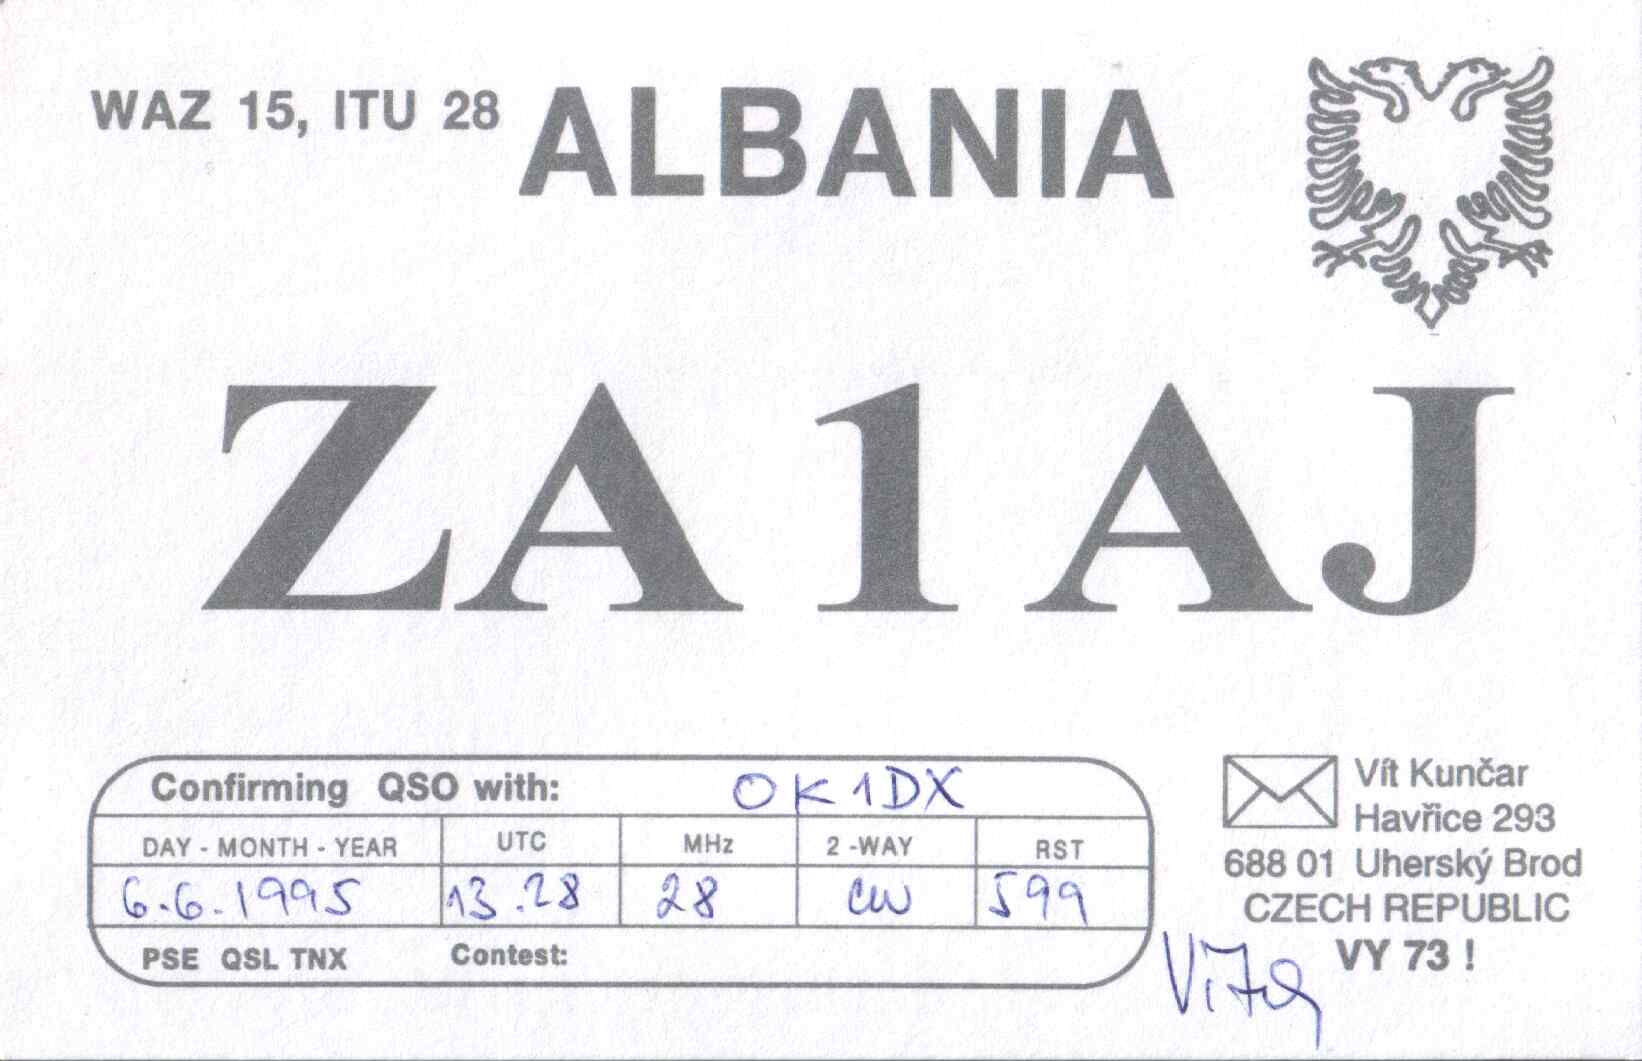 WAZ 15, ITU 28 ALBANIA
ZA1AJ
Confirming QSO with: OK1DX
DAY - MONTH - YEAR UTC MHz 2 -WAY RST
6.6.1995 13.28 28 CW 599
PSE QSL TNX Contest:
Vít Kunčar
Havřice 293
688 01 Uherský Brod
CZECH REPUBLIC
VY 73 !